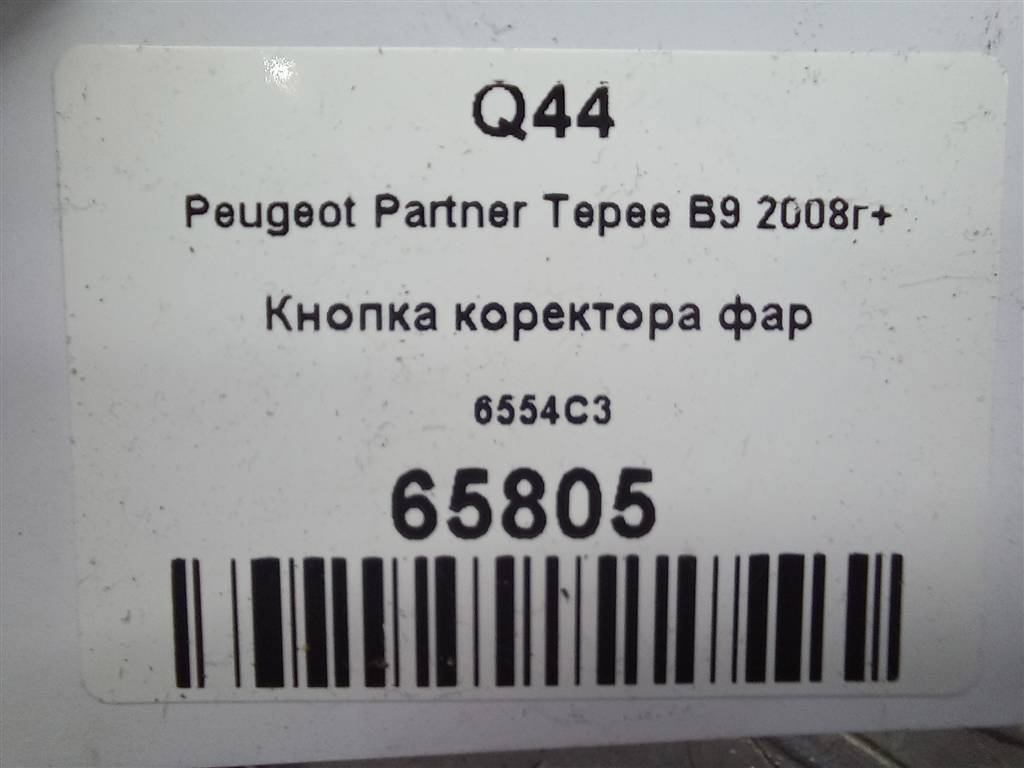 Q44
Peugeot Partner Tepee B9 2008г+
Кнопка коректора фар
6554C3
65805